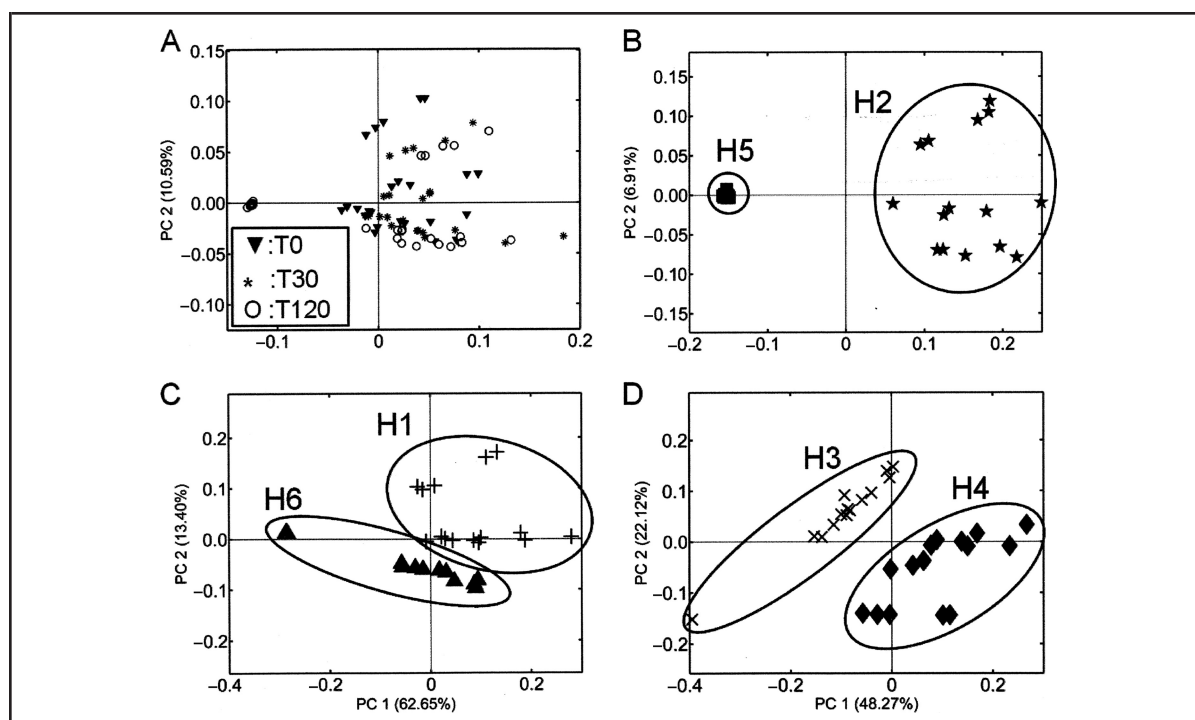 A
0.15
0.10
0.05
0.00
−0.05
−0.10
PC 2 (10.59%)
▼:T0
*:T30
○:T120
−0.1
0
0.1
0.2
B
0.15
0.10
0.05
0.00
−0.05
−0.10
−0.15
PC 2 (6.91%)
H2
H5
−0.2
−0.1
0
0.1
0.2
C
0.2
0.1
0.0
−0.1
−0.2
PC 2 (13.40%)
H1
H6
−0.4
−0.2
0
0.2
PC 1 (62.65%)
D
0.2
0.1
0.0
−0.1
−0.2
PC 2 (22.12%)
H3
H4
−0.4
−0.2
0
0.2
PC 1 (48.27%)